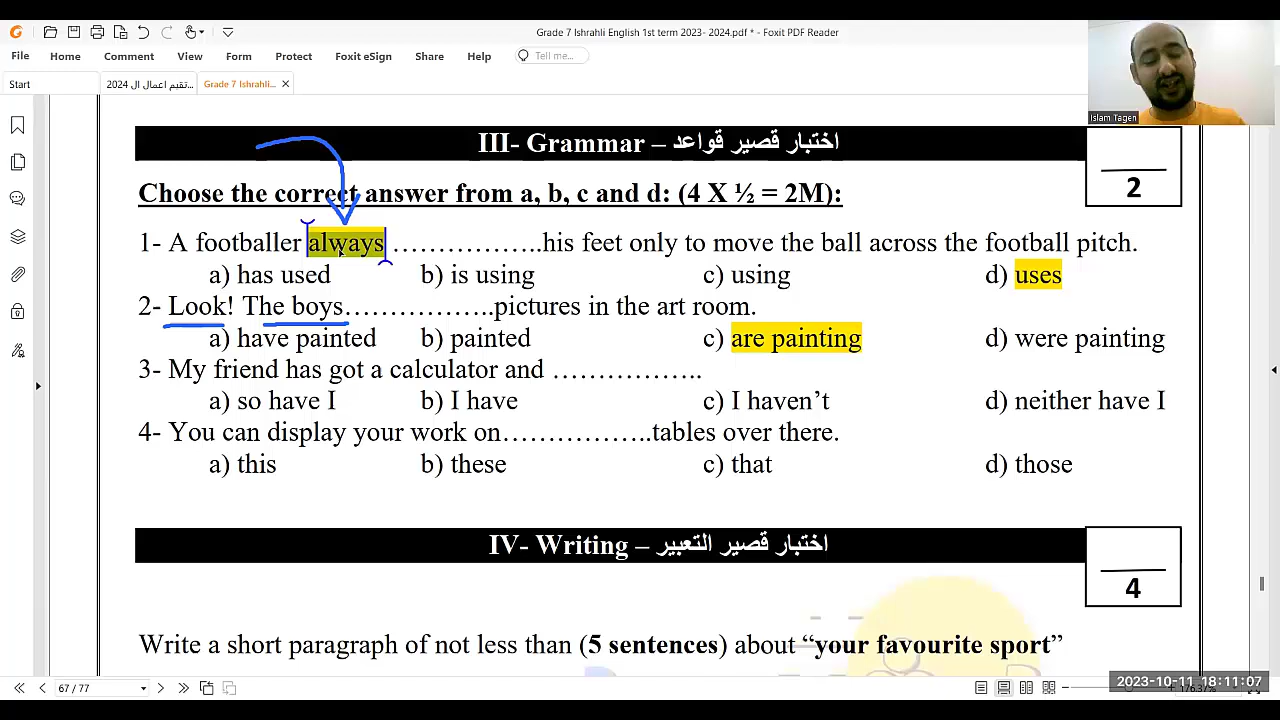 Grade 7 Ishrahli English 1st term 2023- 2024.pdf * - Foxit PDF Reader
File Home Comment View Form Protect Foxit eSign Share Help Tell me...
Start تقيم اعمال ال 2024... Grade 7 Ishrahli...
Islam Tagen
III- Grammar – اختبار قصير قواعد
2
Choose the correct answer from a, b, c and d: (4 X ½ = 2M):
1- A footballer always ……………..his feet only to move the ball across the football pitch.
a) has used b) is using c) using d) uses
2- Look! The boys……………..pictures in the art room.
a) have painted b) painted c) are painting d) were painting
3- My friend has got a calculator and ……………..
a) so have I b) I have c) I haven’t d) neither have I
4- You can display your work on……………..tables over there.
a) this b) these c) that d) those
IV- Writing – اختبار قصير التعبير
4
Write a short paragraph of not less than (5 sentences) about “your favourite sport”
67 / 77
2023-10-11 18:11:07